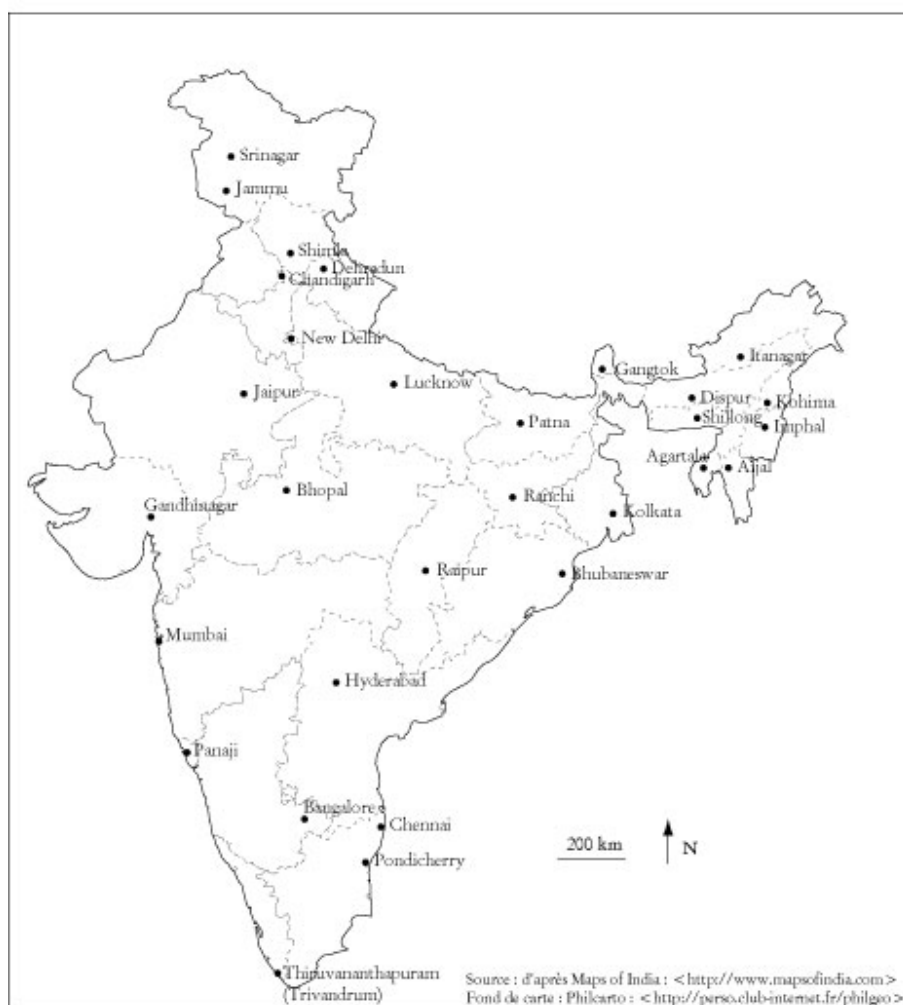 Srinagar
Jammu
Shimla
Dehradun
Chandigarh
New Delhi
Itanagar
Gangtok
Lucknow
Jaipur
Dispur
Kohima
Shillong
Patna
Imphal
Agartala
Aijal
Bhopal
Ranchi
Gandhinagar
Kolkata
Raipur
Bhubaneswar
Mumbai
Hyderabad
Panaji
Bangalore
Chennai
200 km
N
Pondicherry
Thiruvananthapuram
(Trivandrum)
Source : d'après Maps of India : <http://www.mapsofindia.com>
Fond de carte : Philcarto : <http://perso.club-internet.fr/philgeo>